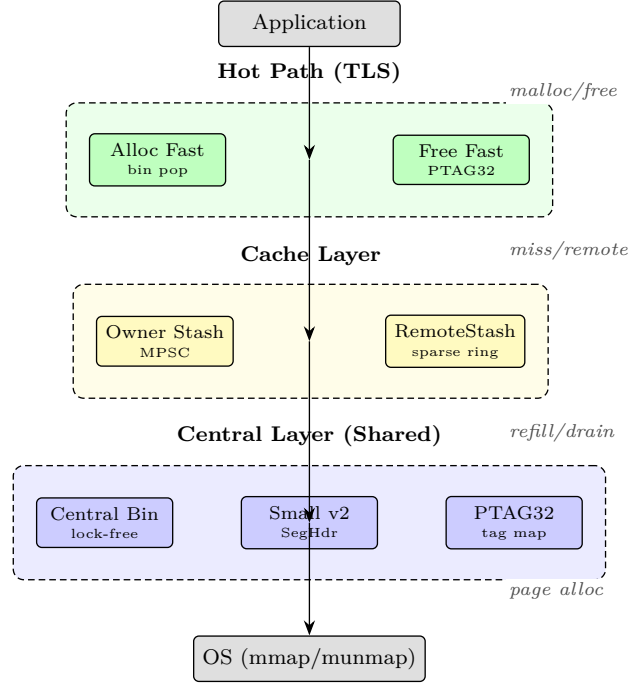 Application
Hot Path (TLS)
malloc/free
Alloc Fast
bin pop
Free Fast
PTAG32
Cache Layer
miss/remote
Owner Stash
MPSC
RemoteStash
sparse ring
Central Layer (Shared)
refill/drain
Central Bin
lock-free
Small v2
SegHdr
PTAG32
tag map
page alloc
OS (mmap/munmap)